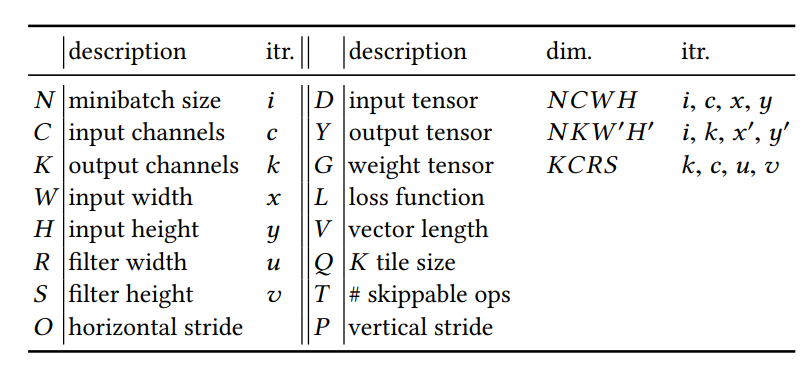 description itr. description dim. itr.
N minibatch size i D input tensor NCWH i, c, x, y
C input channels c Y output tensor NKW′H′ i, k, x′, y′
K output channels k G weight tensor KCRS k, c, u, v
W input width x L loss function
H input height y V vector length
R filter width u Q K tile size
S filter height v T # skippable ops
O horizontal stride P vertical stride